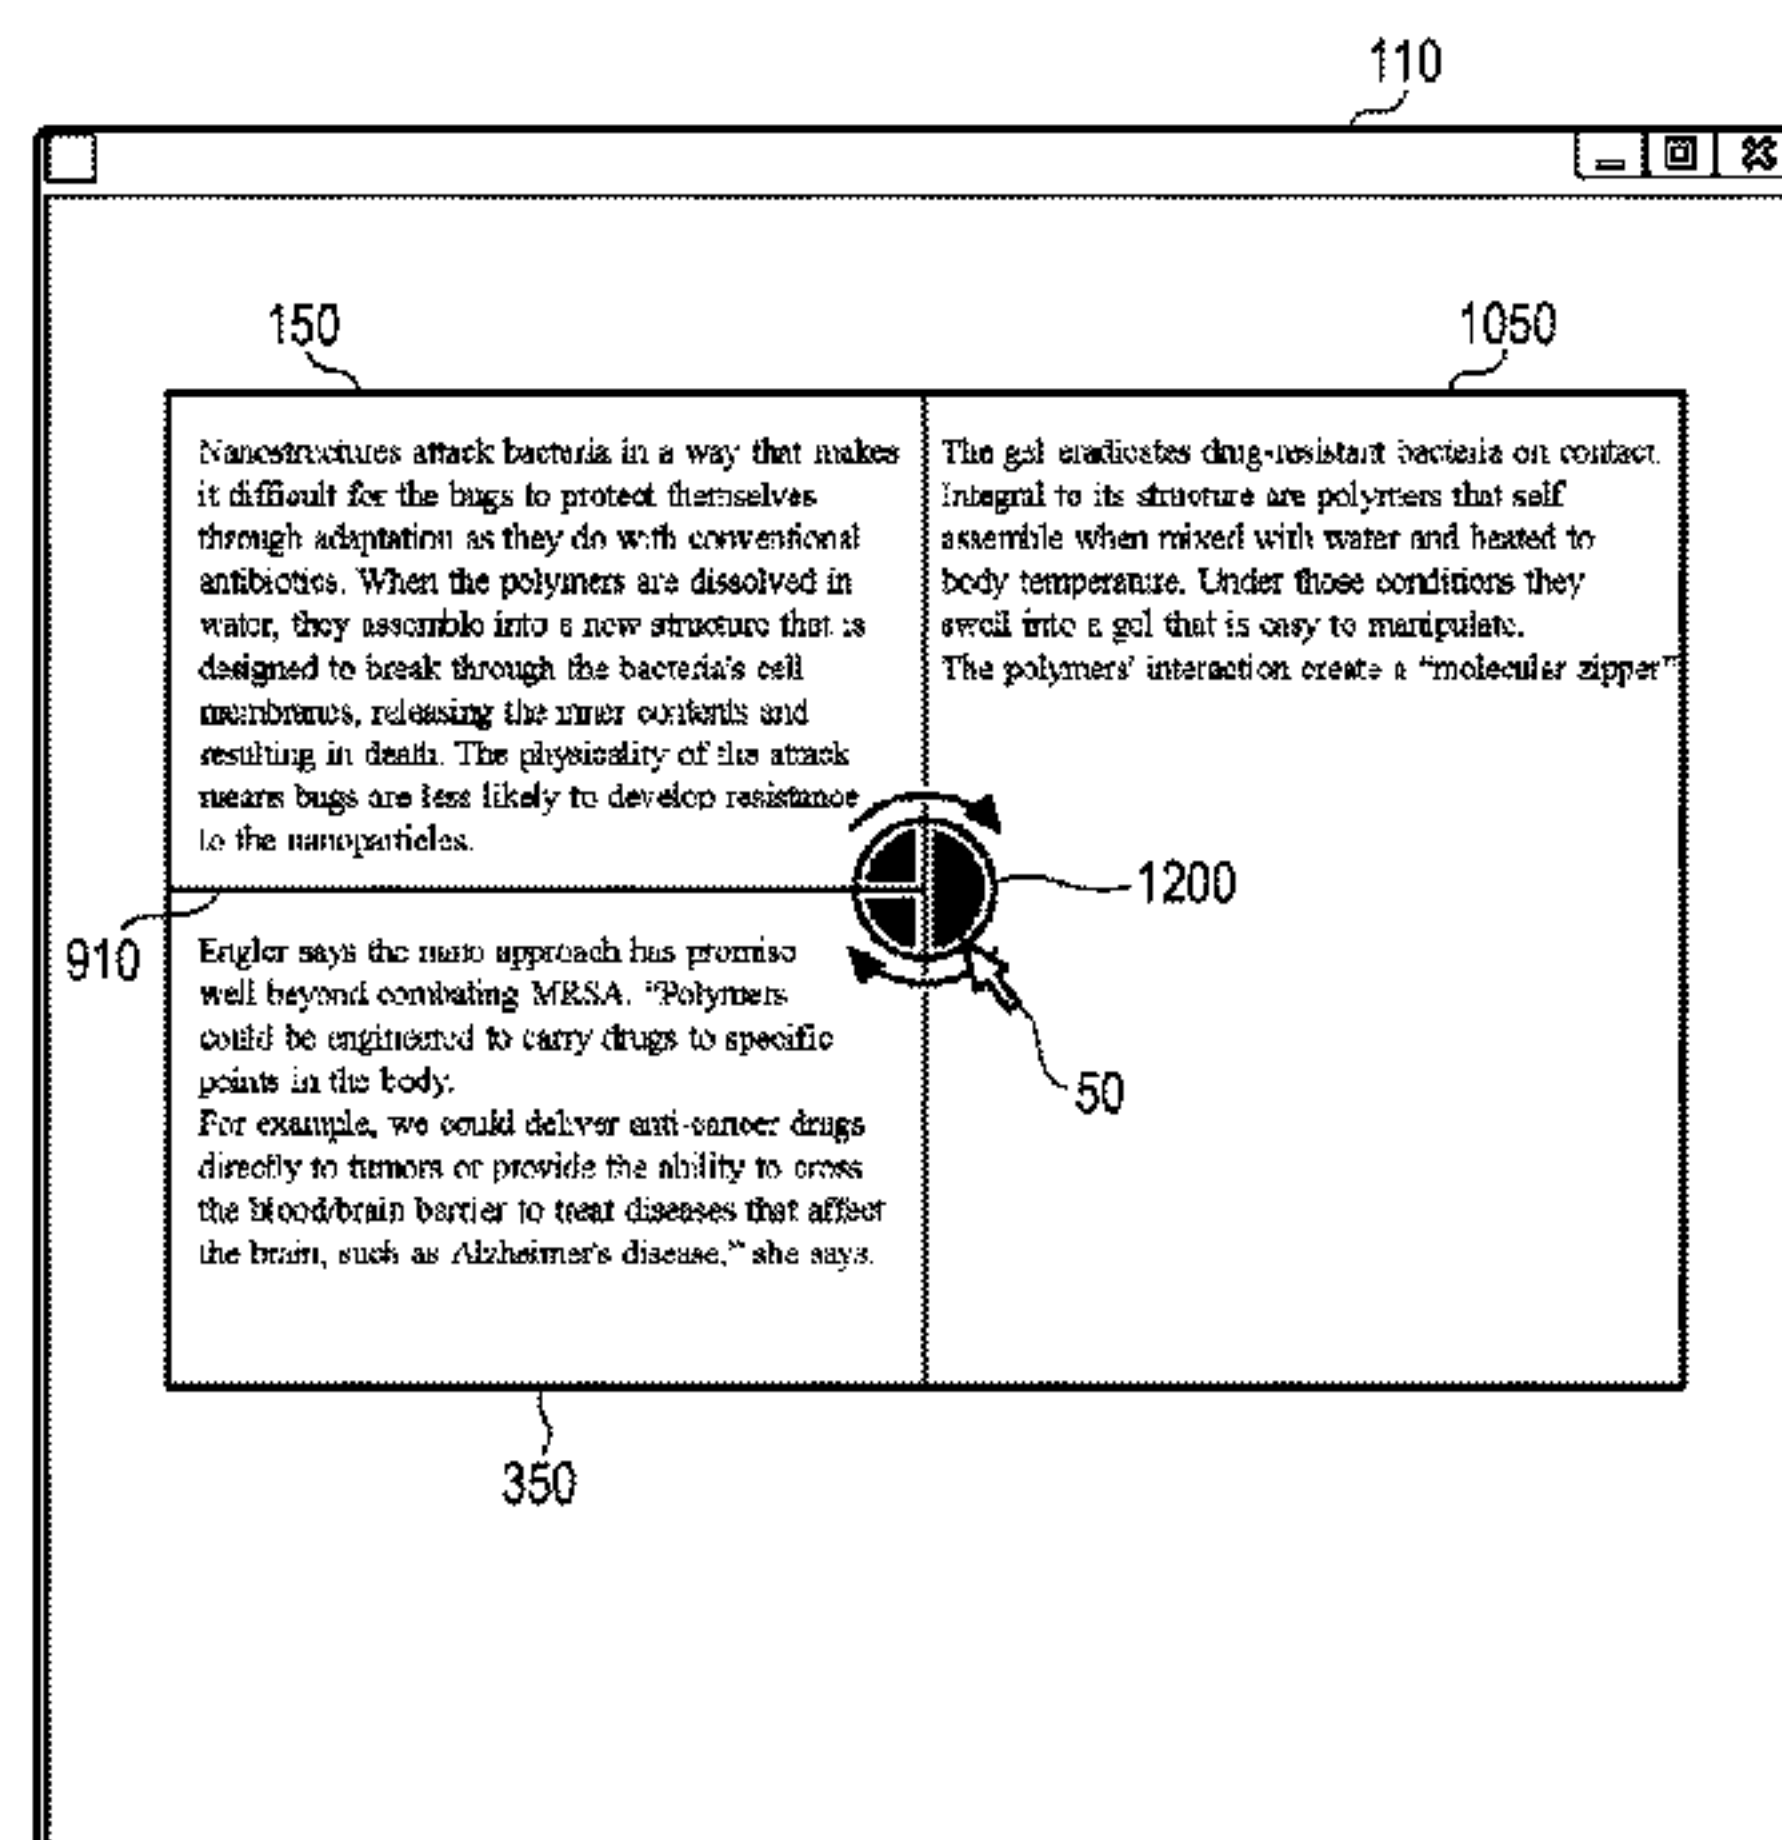 110
150
1050
Nanostructures attack bacteria in a way that makes
it difficult for the bugs to protect themselves
through adaptation as they do with conventional
antibiotics. When the polymers are dissolved in
water, they assemble into a new structure that is
designed to break through the bacteria's cell
membranes, releasing the inner contents and
resulting in death. The physicality of the attack
means bugs are less likely to develop resistance
to the nanoparticles.
The gel eradicates drug-resistant bacteria on contact.
Integral to its structure are polymers that self
assemble when mixed with water and heated to
body temperature. Under those conditions they
swell into a gel that is easy to manipulate.
The polymers' interaction create a "molecular zipper"
1200
910
Engler says the nano approach has promise
well beyond combating MRSA. "Polymers
could be engineered to carry drugs to specific
points in the body.
For example, we could deliver anti-cancer drugs
directly to tumors or provide the ability to cross
the blood/brain barrier to treat diseases that affect
the brain, such as Alzheimer's disease," she says.
50
350